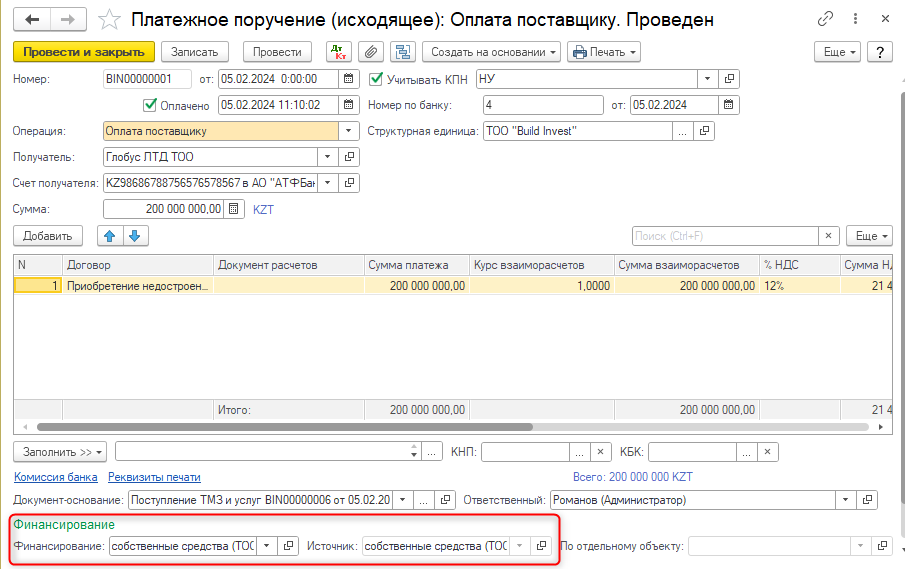 Платежное поручение (исходящее): Оплата поставщику. Проведен
Провести и закрыть Записать Провести Дт Кт Создать на основании Печать Еще ?
Номер: BIN00000001 от: 05.02.2024 0:00:00 Учитывать КПН НУ
Оплачено 05.02.2024 11:10:02 Номер по банку: 4 от: 05.02.2024
Операция: Оплата поставщику Структурная единица: ТОО "Build Invest"
Получатель: Глобус ЛТД ТОО
Счет получателя: KZ98686788756576578567 в АО "АТФБан
Сумма: 200 000 000,00 KZT
Добавить Поиск (Ctrl+F) × Еще
N Договор Документ расчетов Сумма платежа Курс взаиморасчетов Сумма взаиморасчетов % НДС Сумма НД
1 Приобретение недостроен... 200 000 000,00 1,0000 200 000 000,00 12% 21 4
Итого: 200 000 000,00 200 000 000,00 21 4
Заполнить >> ... КНП: ... × КБК: ... ×
Комиссия банка Реквизиты печати Всего: 200 000 000 KZT
Документ-основание: Поступление ТМЗ и услуг BIN00000006 от 05.02.20 ... Ответственный: Романов (Администратор)
Финансирование
Финансирование: собственные средства (ТОО Источник: собственные средства (ТОО По отдельному объекту: